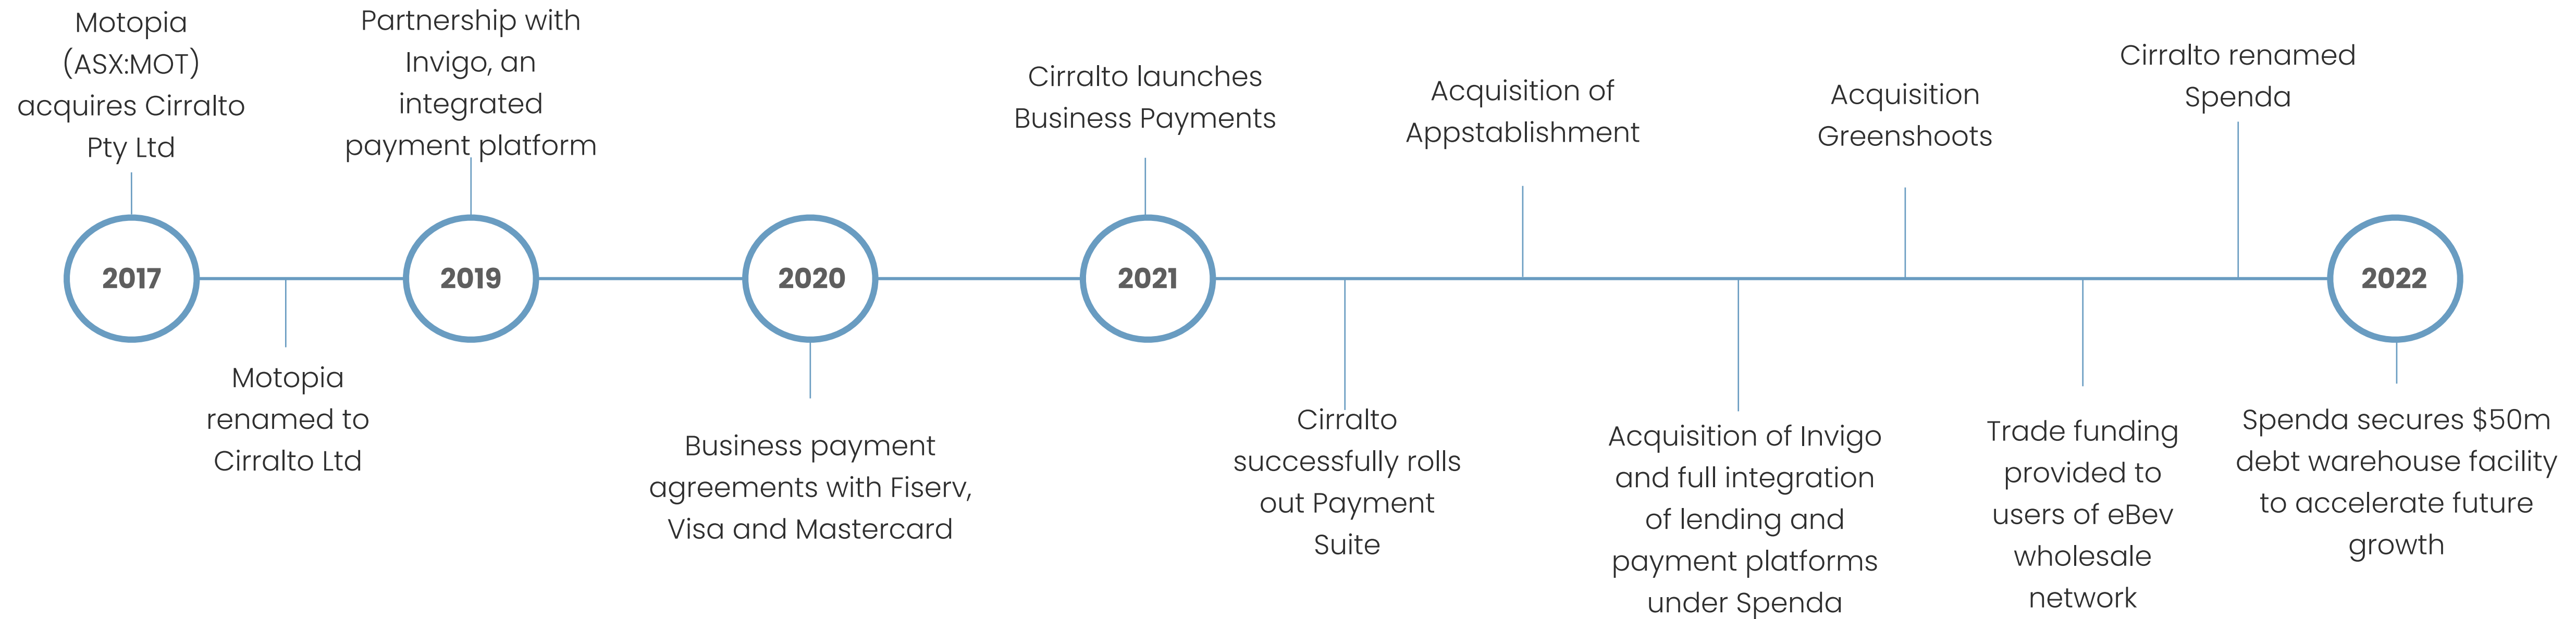 Motopia
(ASX:MOT)
acquires Cirralto
Pty Ltd
Partnership with
Invigo, an
integrated
payment platform
Cirralto launches
Business Payments
Acquisition of
Appstablishment
Acquisition
Greenshoots
Cirralto renamed
Spenda
2017
2019
2020
2021
2022
Motopia
renamed to
Cirralto Ltd
Business payment
agreements with Fiserv,
Visa and Mastercard
Cirralto
successfully rolls
out Payment
Suite
Acquisition of Invigo
and full integration
of lending and
payment platforms
under Spenda
Trade funding
provided to
users of eBev
wholesale
network
Spenda secures $50m
debt warehouse facility
to accelerate future
growth